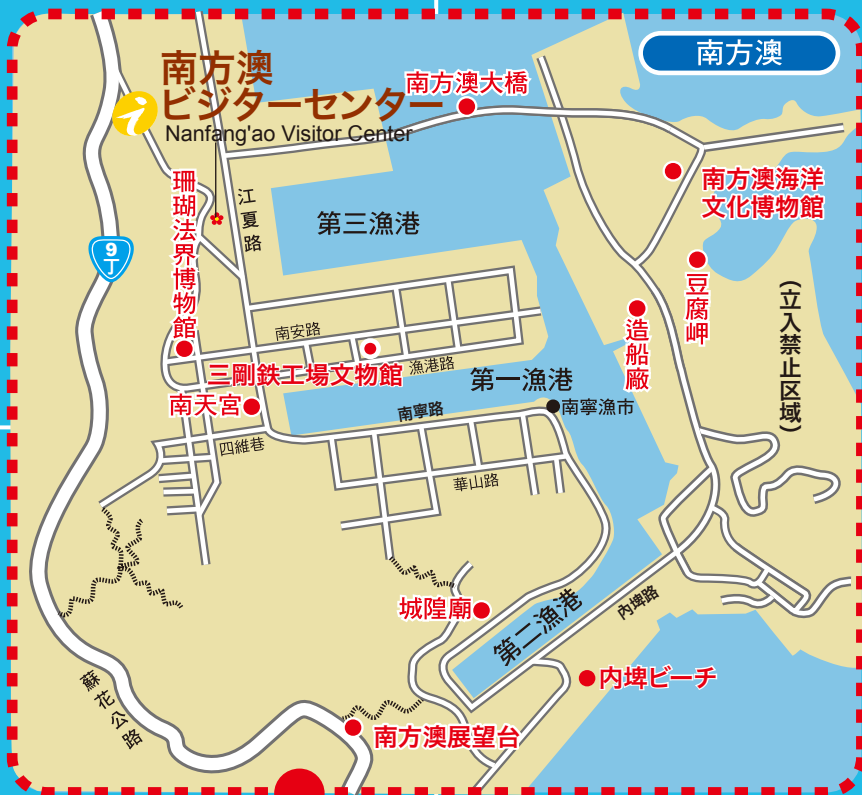 南方澳
南方澳
ビジターセンター
Nanfang'ao Visitor Center
南方澳大橋
珊瑚法界博物館
江夏路
第三漁港
南方澳海洋
文化博物館
9
丁
豆腐岬
(立入禁止区域)
造船廠
南安路
三剛鉄工場文物館
漁港路
第一漁港
南天宮
南寧路
南寧漁市
四維巷
華山路
城隍廟
第二漁港
內埤路
内埤ビーチ
蘇花公路
南方澳展望台